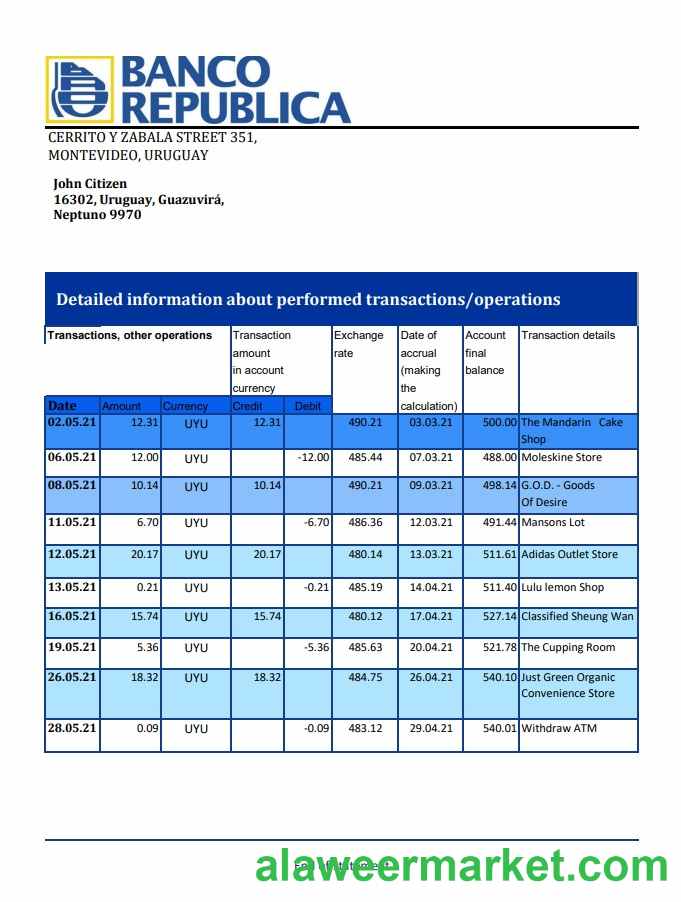 BANCO
REPUBLICA
CERRITO Y ZABALA STREET 351,
MONTEVIDEO, URUGUAY
John Citizen
16302, Uruguay, Guazuvirá,
Neptuno 9970
Detailed information about performed transactions/operations
Transactions, other operations Transaction amount in account currency Exchange rate Date of accrual (making the calculation) Account final balance Transaction details
Date Amount Currency Credit Debit
02.05.21 12.31 UYU 12.31 490.21 03.03.21 500.00 The Mandarin Cake Shop
06.05.21 12.00 UYU -12.00 485.44 07.03.21 488.00 Moleskine Store
08.05.21 10.14 UYU 10.14 490.21 09.03.21 498.14 G.O.D. - Goods Of Desire
11.05.21 6.70 UYU -6.70 486.36 12.03.21 491.44 Mansons Lot
12.05.21 20.17 UYU 20.17 480.14 13.03.21 511.61 Adidas Outlet Store
13.05.21 0.21 UYU -0.21 485.19 14.04.21 511.40 Lulu lemon Shop
16.05.21 15.74 UYU 15.74 480.12 17.04.21 527.14 Classified Sheung Wan
19.05.21 5.36 UYU -5.36 485.63 20.04.21 521.78 The Cupping Room
26.05.21 18.32 UYU 18.32 484.75 26.04.21 540.10 Just Green Organic Convenience Store
28.05.21 0.09 UYU -0.09 483.12 29.04.21 540.01 Withdraw ATM
End of statement
alaweermarket.com